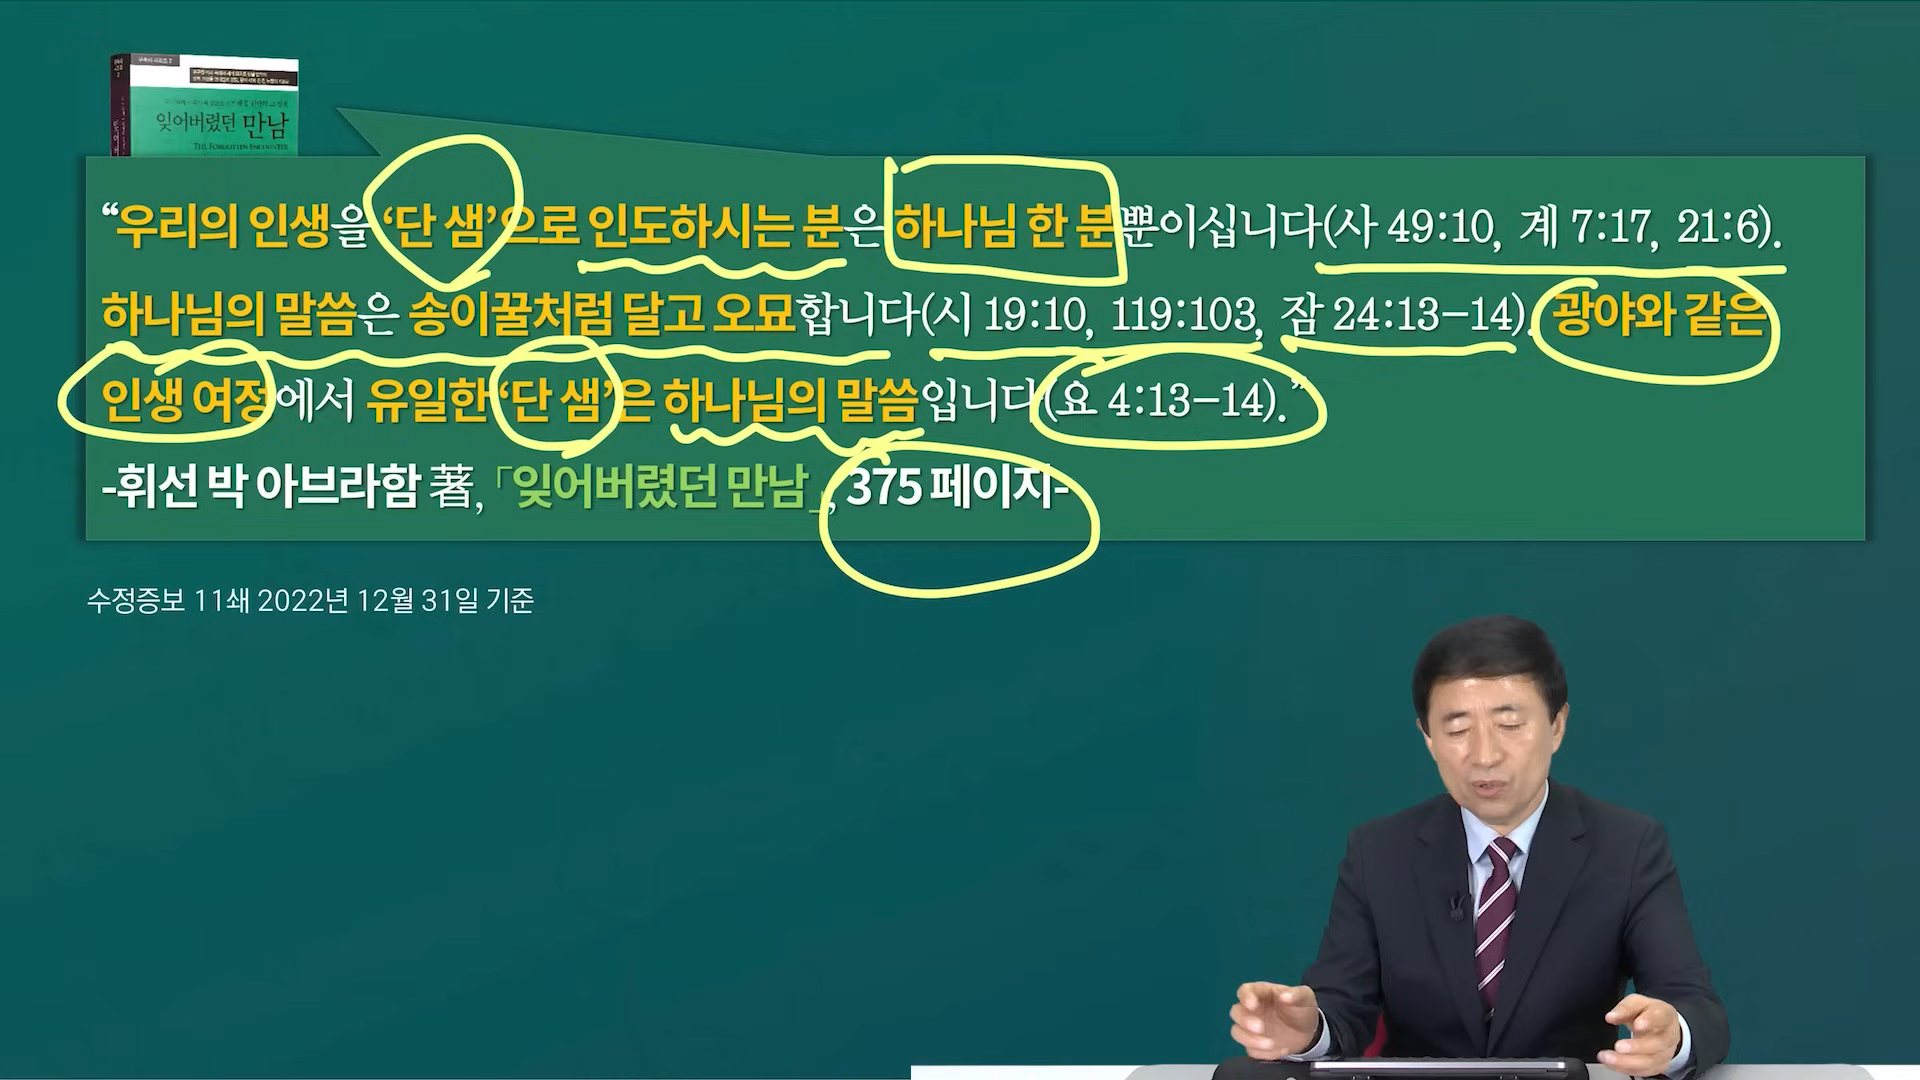 구속사 시리즈 2
잊어버렸던 만남
THE FORGOTTEN ENCOUNTER
“우리의 인생을 ‘단 샘’으로 인도하시는 분은 하나님 한 분뿐이십니다(사 49:10, 계 7:17, 21:6).
하나님의 말씀은 송이꿀처럼 달고 오묘합니다(시 19:10, 119:103, 잠 24:13-14). 광야와 같은
인생 여정에서 유일한 ‘단 샘’은 하나님의 말씀입니다(요 4:13-14).”
-휘선 박 아브라함 著, 「잊어버렸던 만남」, 375 페이지-
수정증보 11쇄 2022년 12월 31일 기준